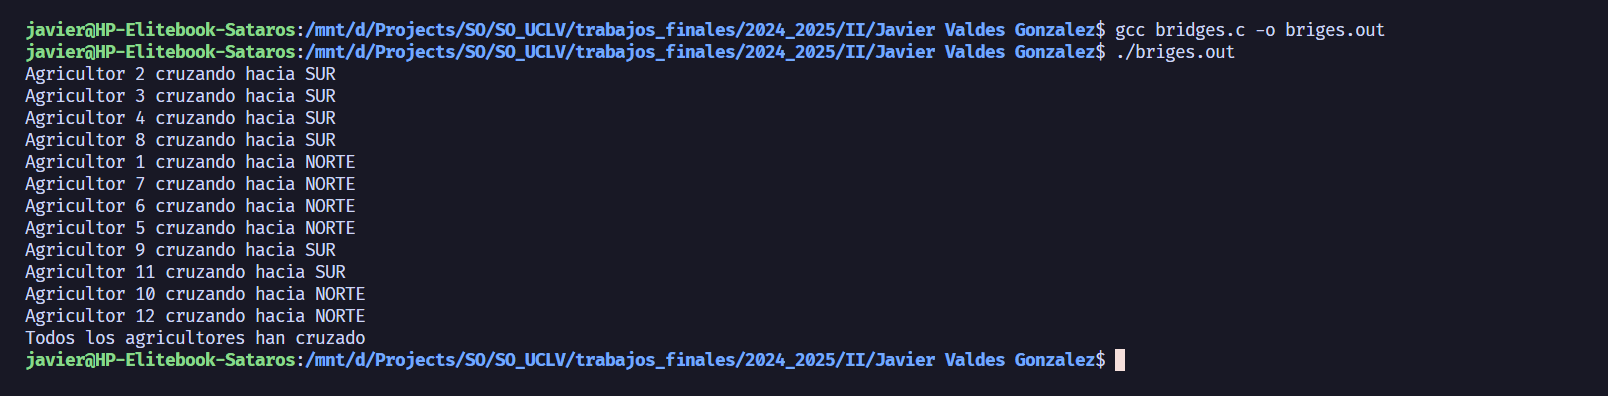 javier@HP-Elitebook-Sataros:/mnt/d/Projects/SO/SO_UCLV/trabajos_finales/2024_2025/II/Javier Valdes Gonzalez$ gcc bridges.c -o briges.out
javier@HP-Elitebook-Sataros:/mnt/d/Projects/SO/SO_UCLV/trabajos_finales/2024_2025/II/Javier Valdes Gonzalez$ ./briges.out
Agricultor 2 cruzando hacia SUR
Agricultor 3 cruzando hacia SUR
Agricultor 4 cruzando hacia SUR
Agricultor 8 cruzando hacia SUR
Agricultor 1 cruzando hacia NORTE
Agricultor 7 cruzando hacia NORTE
Agricultor 6 cruzando hacia NORTE
Agricultor 5 cruzando hacia NORTE
Agricultor 9 cruzando hacia SUR
Agricultor 11 cruzando hacia SUR
Agricultor 10 cruzando hacia NORTE
Agricultor 12 cruzando hacia NORTE
Todos los agricultores han cruzado
javier@HP-Elitebook-Sataros:/mnt/d/Projects/SO/SO_UCLV/trabajos_finales/2024_2025/II/Javier Valdes Gonzalez$